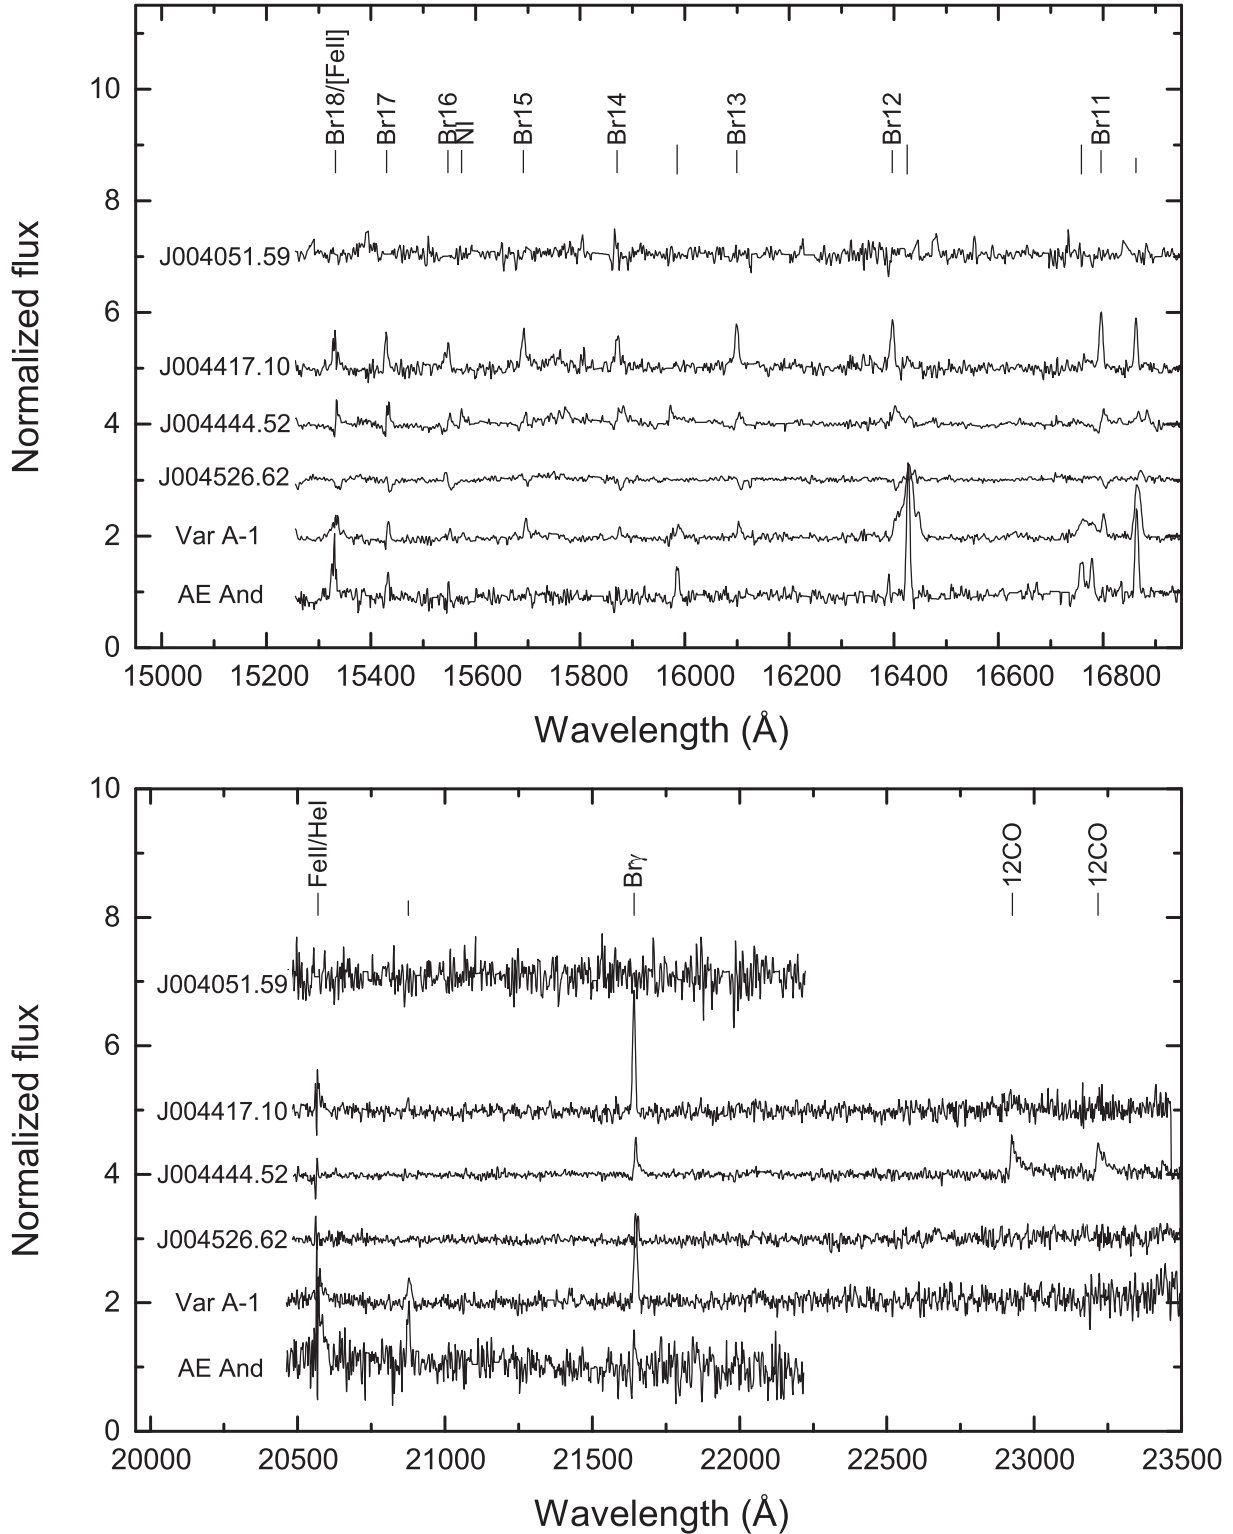 Normalized flux
10
8
6
4
2
0
Br18/[FeII]
Br17
Br16
NI
Br15
Br14
Br13
Br12
Br11
J004051.59
J004417.10
J004444.52
J004526.62
Var A-1
AE And
15000 15200 15400 15600 15800 16000 16200 16400 16600 16800
Wavelength (Å)
Normalized flux
10
8
6
4
2
0
FeII/HeI
Brγ
12CO
12CO
J004051.59
J004417.10
J004444.52
J004526.62
Var A-1
AE And
20000 20500 21000 21500 22000 22500 23000 23500
Wavelength (Å)